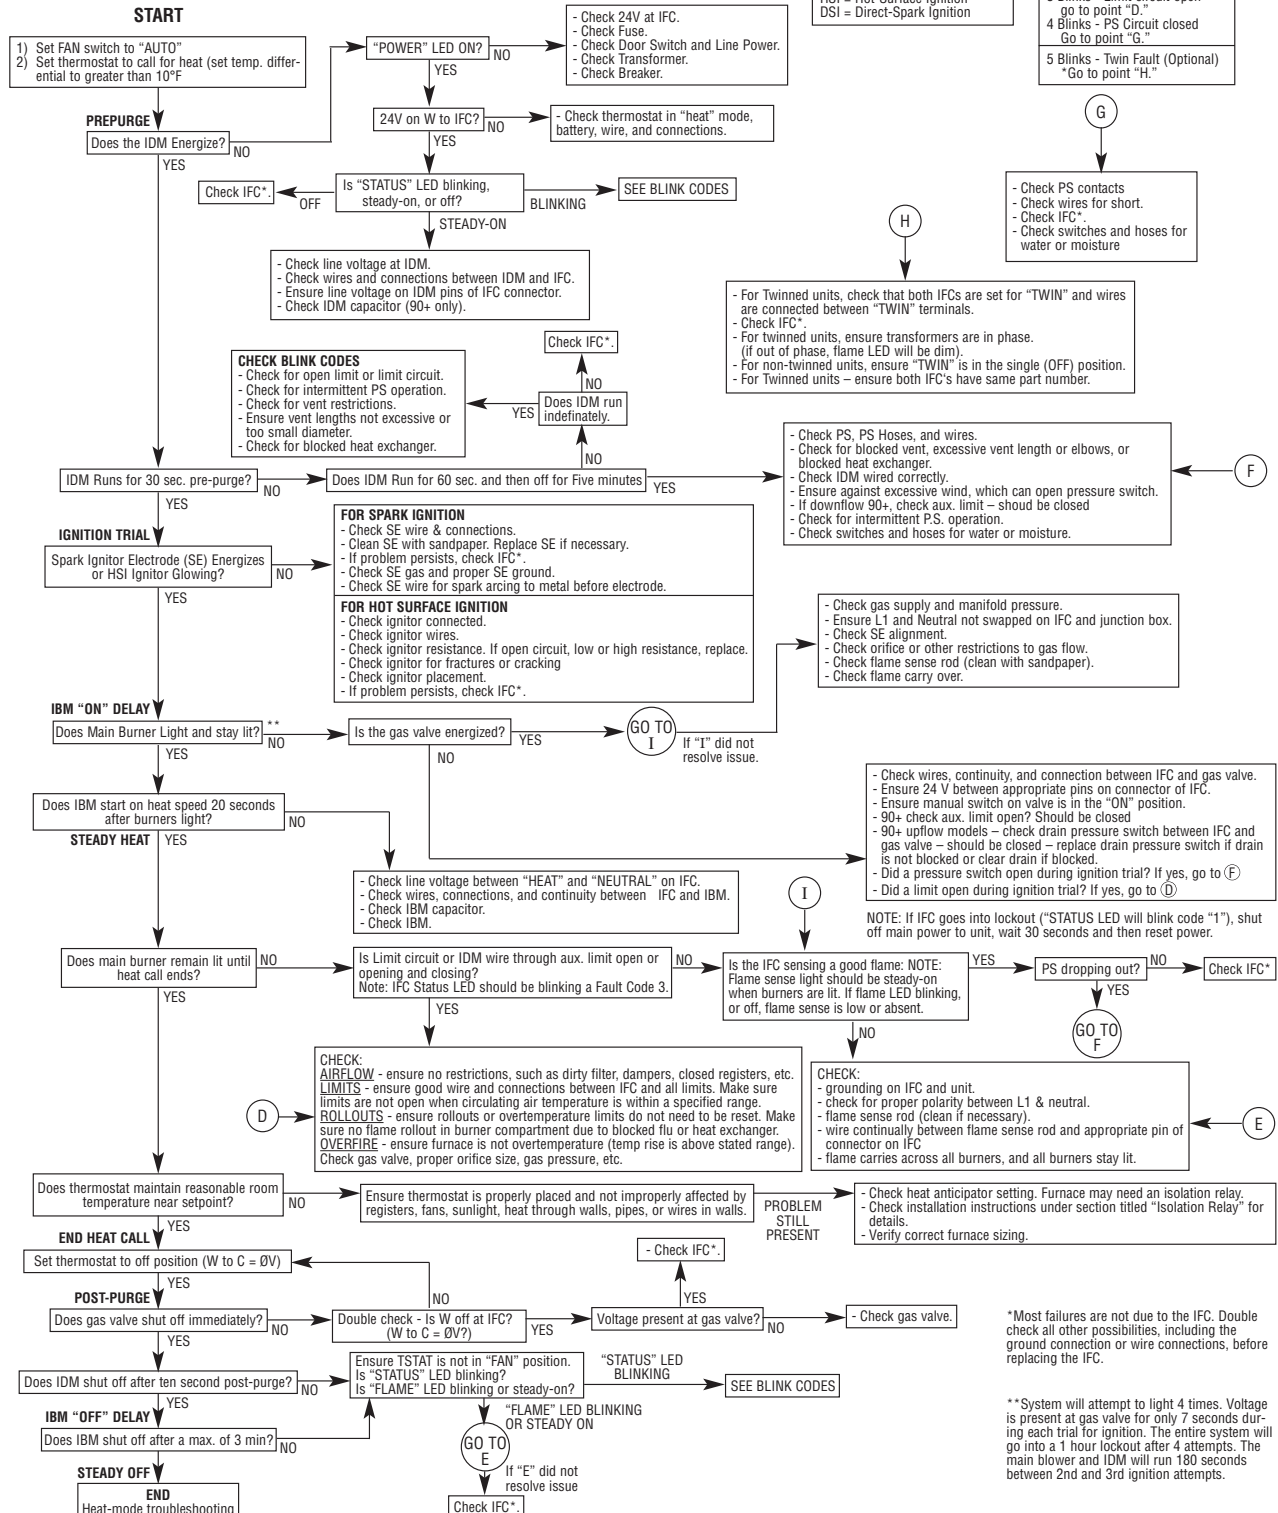 START
1) Set FAN switch to “AUTO”
2) Set thermostat to call for heat (set temp. differ-
ential to greater than 10°F
“POWER” LED ON?
NO
YES
- Check 24V at IFC.
- Check Fuse.
- Check Door Switch and Line Power.
- Check Transformer.
- Check Breaker.
DSI = Direct-Spark Ignition
go to point “D.”
4 Blinks - PS Circuit closed
Go to point “G.”
5 Blinks - Twin Fault (Optional)
*Go to point “H.”
PREPURGE
Does the IDM Energize?
NO
YES
24V on W to IFC?
NO
YES
- Check thermostat in “heat” mode,
battery, wire, and connections.
G
Check IFC*.
OFF
Is “STATUS” LED blinking,
steady-on, or off?
BLINKING
SEE BLINK CODES
STEADY-ON
- Check PS contacts
- Check wires for short.
- Check IFC*.
- Check switches and hoses for
water or moisture
H
- Check line voltage at IDM.
- Check wires and connections between IDM and IFC.
- Ensure line voltage on IDM pins of IFC connector.
- Check IDM capacitor (90+ only).
- For Twinned units, check that both IFCs are set for “TWIN” and wires
are connected between “TWIN” terminals.
- Check IFC*.
- For twinned units, ensure transformers are in phase.
(if out of phase, flame LED will be dim).
- For non-twinned units, ensure “TWIN” is in the single (OFF) position.
- For Twinned units – ensure both IFC's have same part number.
Check IFC*.
NO
CHECK BLINK CODES
- Check for open limit or limit circuit.
- Check for intermittent PS operation.
- Check for vent restrictions.
- Ensure vent lengths not excessive or
too small diameter.
- Check for blocked heat exchanger.
YES
Does IDM run
indefinately.
NO
IDM Runs for 30 sec. pre-purge?
NO
YES
Does IDM Run for 60 sec. and then off for Five minutes
YES
- Check PS, PS Hoses, and wires.
- Check for blocked vent, excessive vent length or elbows, or
blocked heat exchanger.
- Check IDM wired correctly.
- Ensure against excessive wind, which can open pressure switch.
- If downflow 90+, check aux. limit – shoud be closed
- Check for intermittent P.S. operation.
- Check switches and hoses for water or moisture.
F
IGNITION TRIAL
Spark Ignitor Electrode (SE) Energizes
or HSI Ignitor Glowing?
NO
YES
FOR SPARK IGNITION
- Check SE wire & connections.
- Clean SE with sandpaper. Replace SE if necessary.
- If problem persists, check IFC*.
- Check SE gas and proper SE ground.
- Check SE wire for spark arcing to metal before electrode.
FOR HOT SURFACE IGNITION
- Check ignitor connected.
- Check ignitor wires.
- Check ignitor resistance. If open circuit, low or high resistance, replace.
- Check ignitor for fractures or cracking
- Check ignitor placement.
- If problem persists, check IFC*.
- Check gas supply and manifold pressure.
- Ensure L1 and Neutral not swapped on IFC and junction box.
- Check SE alignment.
- Check orifice or other restrictions to gas flow.
- Check flame sense rod (clean with sandpaper).
- Check flame carry over.
IBM “ON” DELAY
Does Main Burner Light and stay lit?
**
NO
YES
Is the gas valve energized?
YES
NO
GO TO
I
If “I” did not
resolve issue.
Does IBM start on heat speed 20 seconds
after burners light?
NO
YES
- Check wires, continuity, and connection between IFC and gas valve.
- Ensure 24 V between appropriate pins on connector of IFC.
- Ensure manual switch on valve is in the “ON” position.
- 90+ check aux. limit open? Should be closed
- 90+ upflow models – check drain pressure switch between IFC and
gas valve – should be closed – replace drain pressure switch if drain
is not blocked or clear drain if blocked.
- Did a pressure switch open during ignition trial? If yes, go to F
- Did a limit open during ignition trial? If yes, go to D
STEADY HEAT
- Check line voltage between “HEAT” and “NEUTRAL” on IFC.
- Check wires, connections, and continuity between IFC and IBM.
- Check IBM capacitor.
- Check IBM.
I
NOTE: If IFC goes into lockout (“STATUS LED will blink code “1”), shut
off main power to unit, wait 30 seconds and then reset power.
Does main burner remain lit until
heat call ends?
NO
YES
Is Limit circuit or IDM wire through aux. limit open or
opening and closing?
Note: IFC Status LED should be blinking a Fault Code 3.
NO
YES
Is the IFC sensing a good flame: NOTE:
Flame sense light should be steady-on
when burners are lit. If flame LED blinking,
or off, flame sense is low or absent.
YES
NO
PS dropping out?
NO
YES
Check IFC*
GO TO
F
D
CHECK:
AIRFLOW - ensure no restrictions, such as dirty filter, dampers, closed registers, etc.
LIMITS - ensure good wire and connections between IFC and all limits. Make sure
limits are not open when circulating air temperature is within a specified range.
ROLLOUTS - ensure rollouts or overtemperature limits do not need to be reset. Make
sure no flame rollout in burner compartment due to blocked flu or heat exchanger.
OVERFIRE - ensure furnace is not overtemperature (temp rise is above stated range).
Check gas valve, proper orifice size, gas pressure, etc.
CHECK:
- grounding on IFC and unit.
- check for proper polarity between L1 & neutral.
- flame sense rod (clean if necessary).
- wire continually between flame sense rod and appropriate pin of
connector on IFC
- flame carries across all burners, and all burners stay lit.
E
Does thermostat maintain reasonable room
temperature near setpoint?
NO
YES
Ensure thermostat is properly placed and not improperly affected by
registers, fans, sunlight, heat through walls, pipes, or wires in walls.
PROBLEM
STILL
PRESENT
- Check heat anticipator setting. Furnace may need an isolation relay.
- Check installation instructions under section titled “Isolation Relay” for
details.
- Verify correct furnace sizing.
END HEAT CALL
Set thermostat to off position (W to C = ØV)
YES
- Check IFC*.
YES
POST-PURGE
Does gas valve shut off immediately?
NO
YES
NO
Double check - Is W off at IFC?
(W to C = ØV?)
YES
Voltage present at gas valve?
NO
- Check gas valve.
*Most failures are not due to the IFC. Double
check all other possibilities, including the
ground connection or wire connections, before
replacing the IFC.
Does IDM shut off after ten second post-purge?
NO
YES
Ensure TSTAT is not in “FAN” position.
Is “STATUS” LED blinking?
Is “FLAME” LED blinking or steady-on?
“STATUS” LED
BLINKING
SEE BLINK CODES
“FLAME” LED BLINKING
OR STEADY ON
IBM “OFF” DELAY
Does IBM shut off after a max. of 3 min?
NO
GO TO
E
If “E” did not
resolve issue
Check IFC*.
**System will attempt to light 4 times. Voltage
is present at gas valve for only 7 seconds dur-
ing each trial for ignition. The entire system will
go into a 1 hour lockout after 4 attempts. The
main blower and IDM will run 180 seconds
between 2nd and 3rd ignition attempts.
STEADY OFF
END
Heat-mode troubleshooting